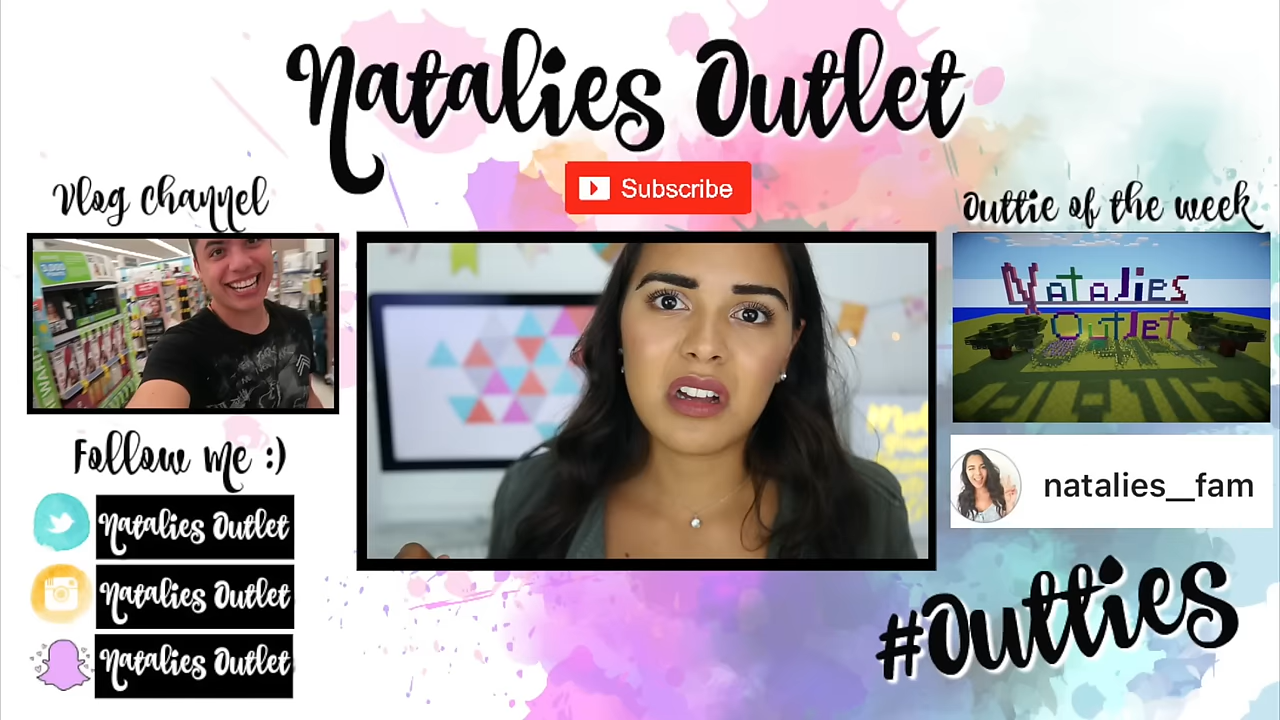 Natalies Outlet
Subscribe
Vlog channel
Outtie of the week
Natalies
Outlet
natalies__fam
Follow me :)
Natalies Outlet
Natalies Outlet
Natalies Outlet
#Outties